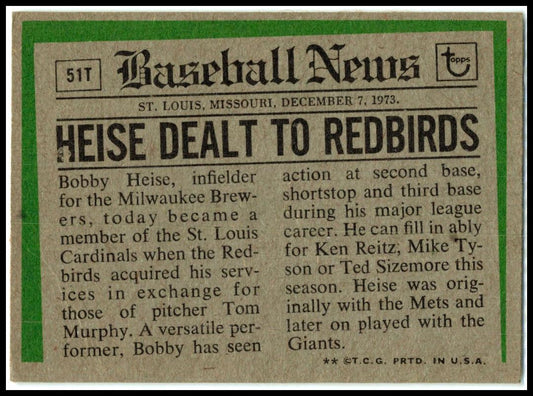 51T
Baseball News
topps
ST. LOUIS, MISSOURI, DECEMBER 7, 1973.
HEISE DEALT TO REDBIRDS
Bobby Heise, infielder
for the Milwaukee Brew-
ers, today became a
member of the St. Louis
Cardinals when the Red-
birds acquired his serv-
ices in exchange for
those of pitcher Tom
Murphy. A versatile per-
former, Bobby has seen
action at second base,
shortstop and third base
during his major league
career. He can fill in ably
for Ken Reitz, Mike Ty-
son or Ted Sizemore this
season. Heise was orig-
inally with the Mets and
later on played with the
Giants.
** ©T.C.G. PRTD. IN U.S.A.